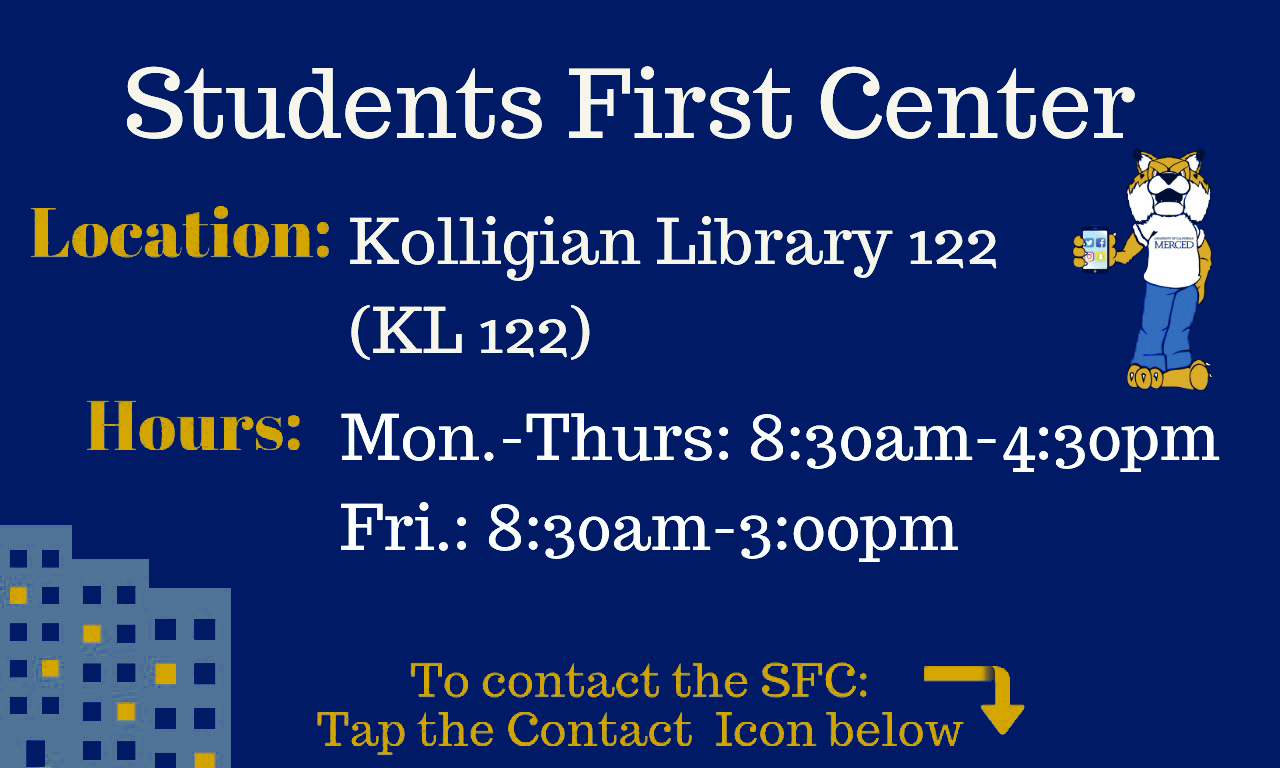 Students First Center
Location: Kolligian Library 122
(KL 122)
MERCED
Hours: Mon.-Thurs: 8:30am-4:30pm
Fri.: 8:30am-3:00pm
To contact the SFC:
Tap the Contact Icon below